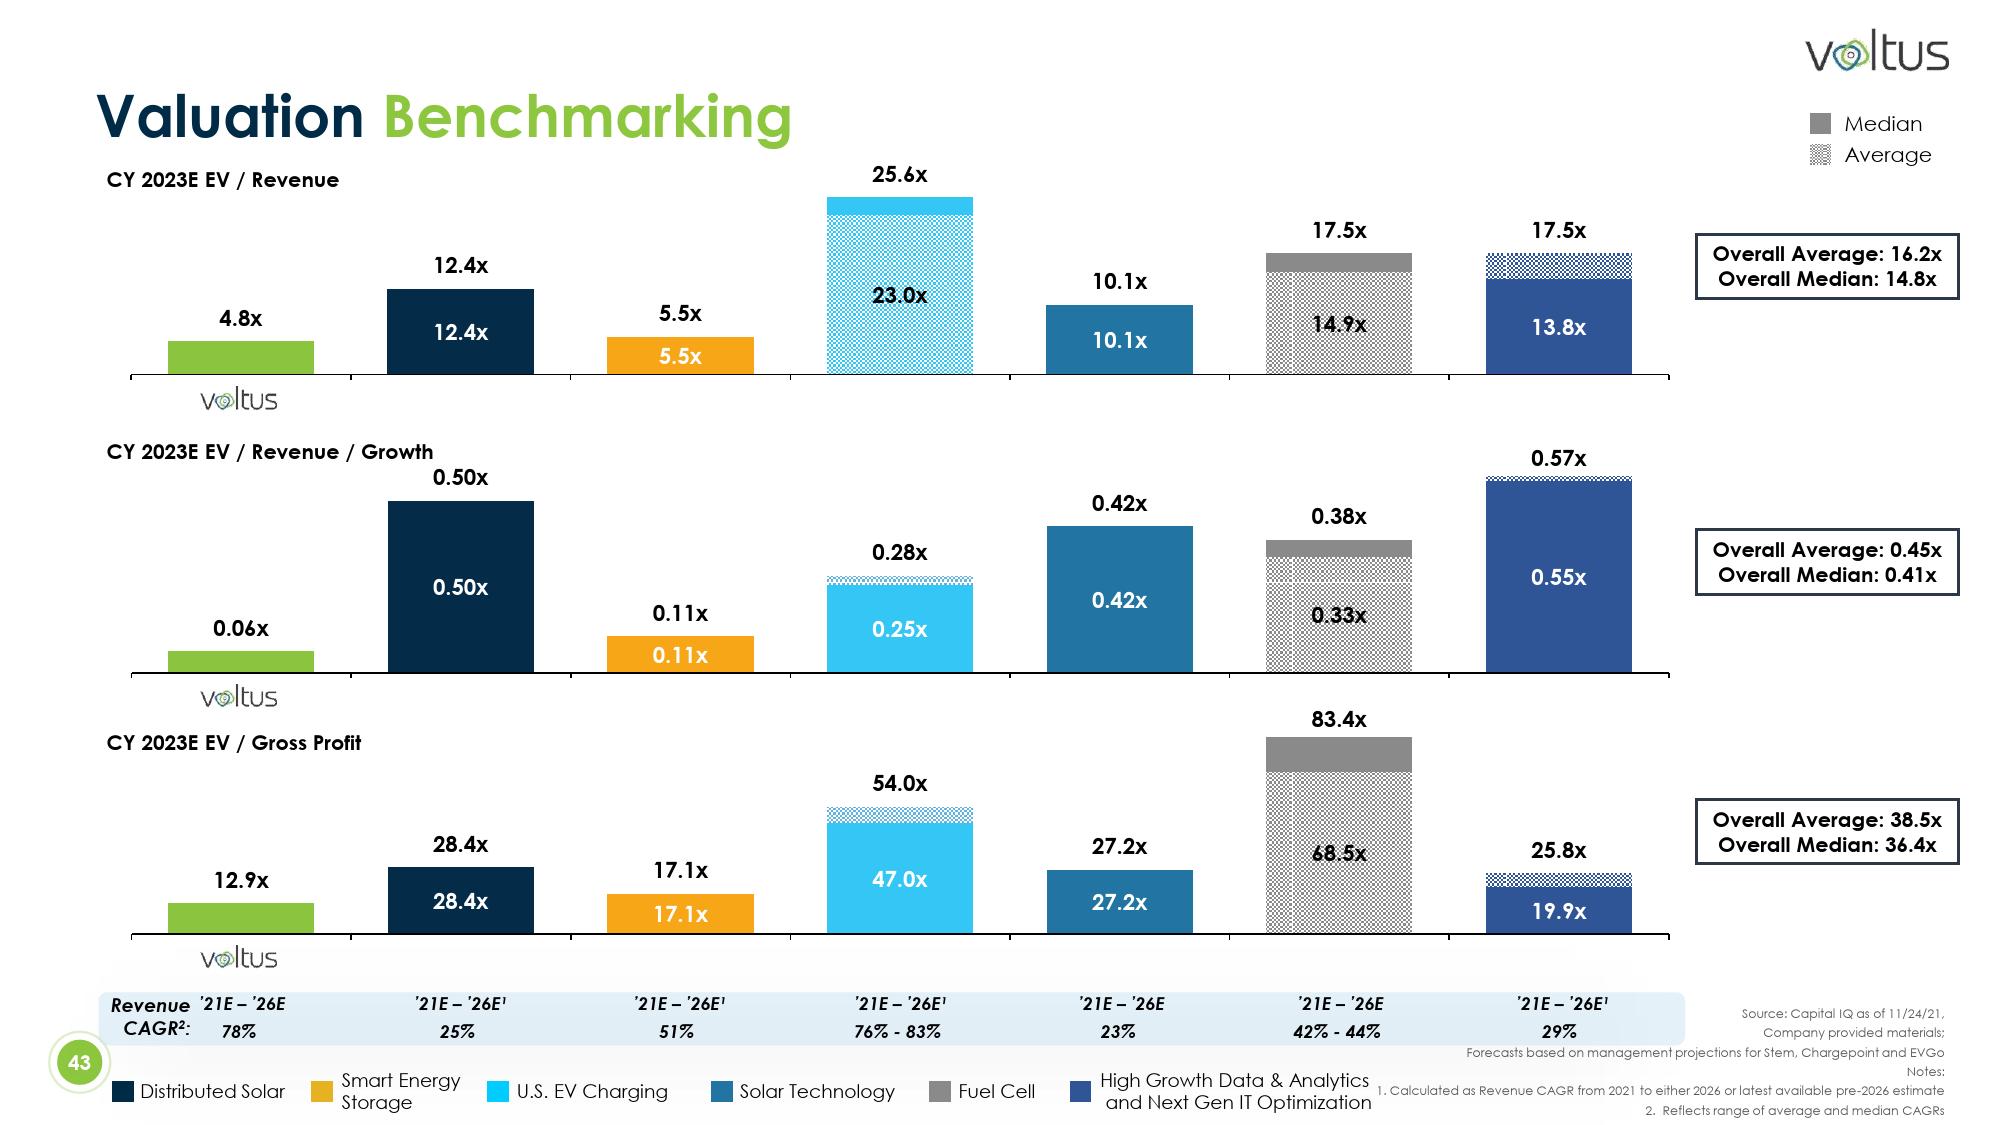 voltus
Valuation Benchmarking
Median
Average
CY 2023E EV / Revenue
4.8x
12.4x
12.4x
5.5x
5.5x
25.6x
23.0x
10.1x
10.1x
17.5x
14.9x
17.5x
13.8x
Overall Average: 16.2x
Overall Median: 14.8x
voltus
CY 2023E EV / Revenue / Growth
0.06x
0.50x
0.50x
0.11x
0.11x
0.28x
0.25x
0.42x
0.42x
0.38x
0.33x
0.57x
0.55x
Overall Average: 0.45x
Overall Median: 0.41x
voltus
CY 2023E EV / Gross Profit
12.9x
28.4x
28.4x
17.1x
17.1x
54.0x
47.0x
27.2x
27.2x
83.4x
68.5x
25.8x
19.9x
Overall Average: 38.5x
Overall Median: 36.4x
voltus
Revenue '21E – '26E '21E – '26E¹ '21E – '26E¹ '21E – '26E¹ '21E – '26E '21E – '26E '21E – '26E¹
CAGR²: 78% 25% 51% 76% - 83% 23% 42% - 44% 29%
43
Distributed Solar
Smart Energy
Storage
U.S. EV Charging
Solar Technology
Fuel Cell
High Growth Data & Analytics
and Next Gen IT Optimization
Source: Capital IQ as of 11/24/21,
Company provided materials;
Forecasts based on management projections for Stem, Chargepoint and EVGo
Notes:
1. Calculated as Revenue CAGR from 2021 to either 2026 or latest available pre-2026 estimate
2. Reflects range of average and median CAGRs